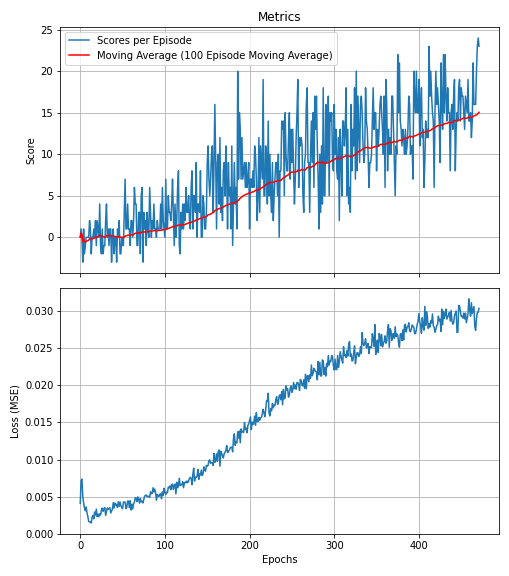 Metrics
Scores per Episode
Moving Average (100 Episode Moving Average)
25
20
15
10
5
0
Score
0.030
0.025
0.020
0.015
0.010
0.005
0.000
Loss (MSE)
0 100 200 300 400
Epochs